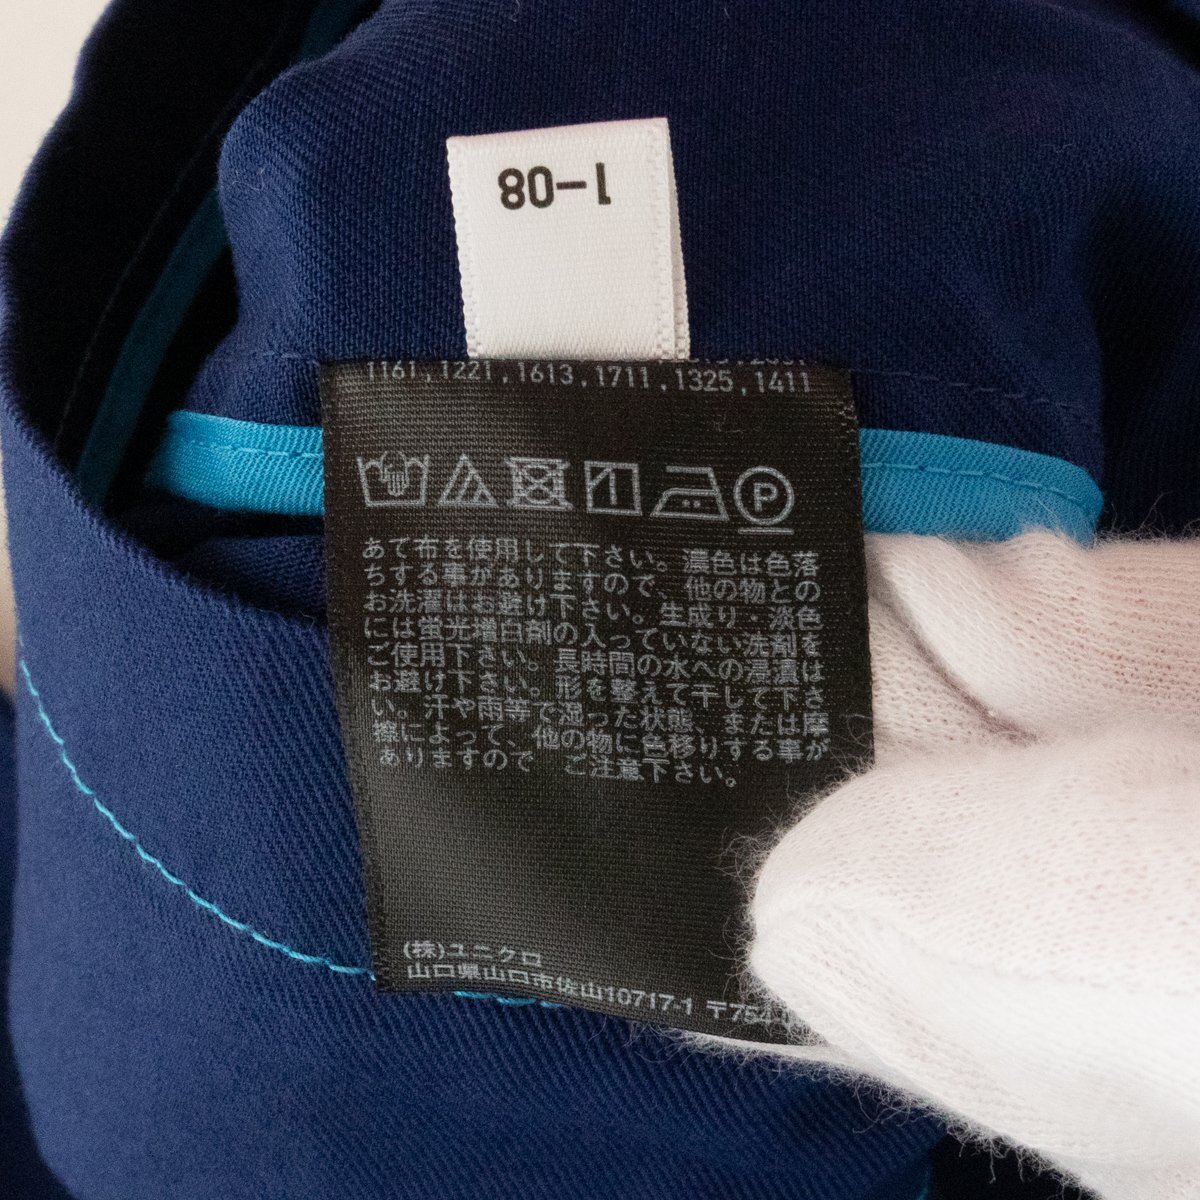 1-08
1161,1221,1613,1711,1325,1411
P
あて布を使用して下さい。濃色は色落
ちする事がありますので、他の物との
お洗濯はお避け下さい。生成り・淡色
には蛍光増白剤の入っていない洗剤を
ご使用下さい。長時間の水への浸漬は
お避け下さい。形を整えて干して下さ
い。汗や雨等で湿った状態、または摩
擦によって、他の物に色移りする事が
ありますので　ご注意下さい。
(株)ユニクロ
山口県山口市佐山10717-1 〒754-